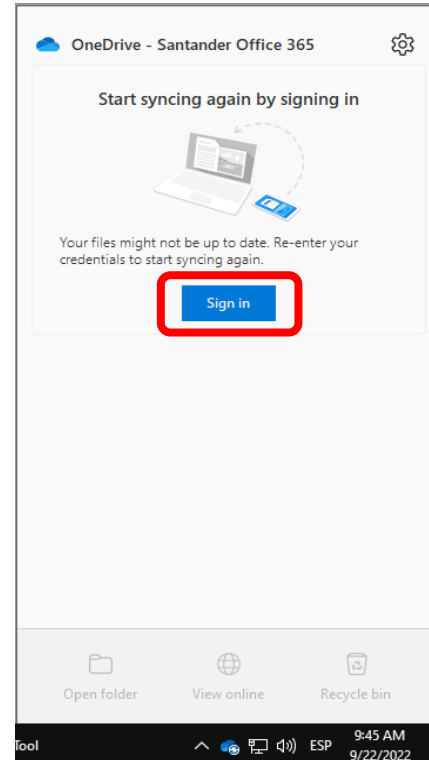 OneDrive - Santander Office 365
Start syncing again by signing in
Your files might not be up to date. Re-enter your
credentials to start syncing again.
Sign in
Open folder
View online
Recycle bin
Tool
ESP
9:45 AM
9/22/2022